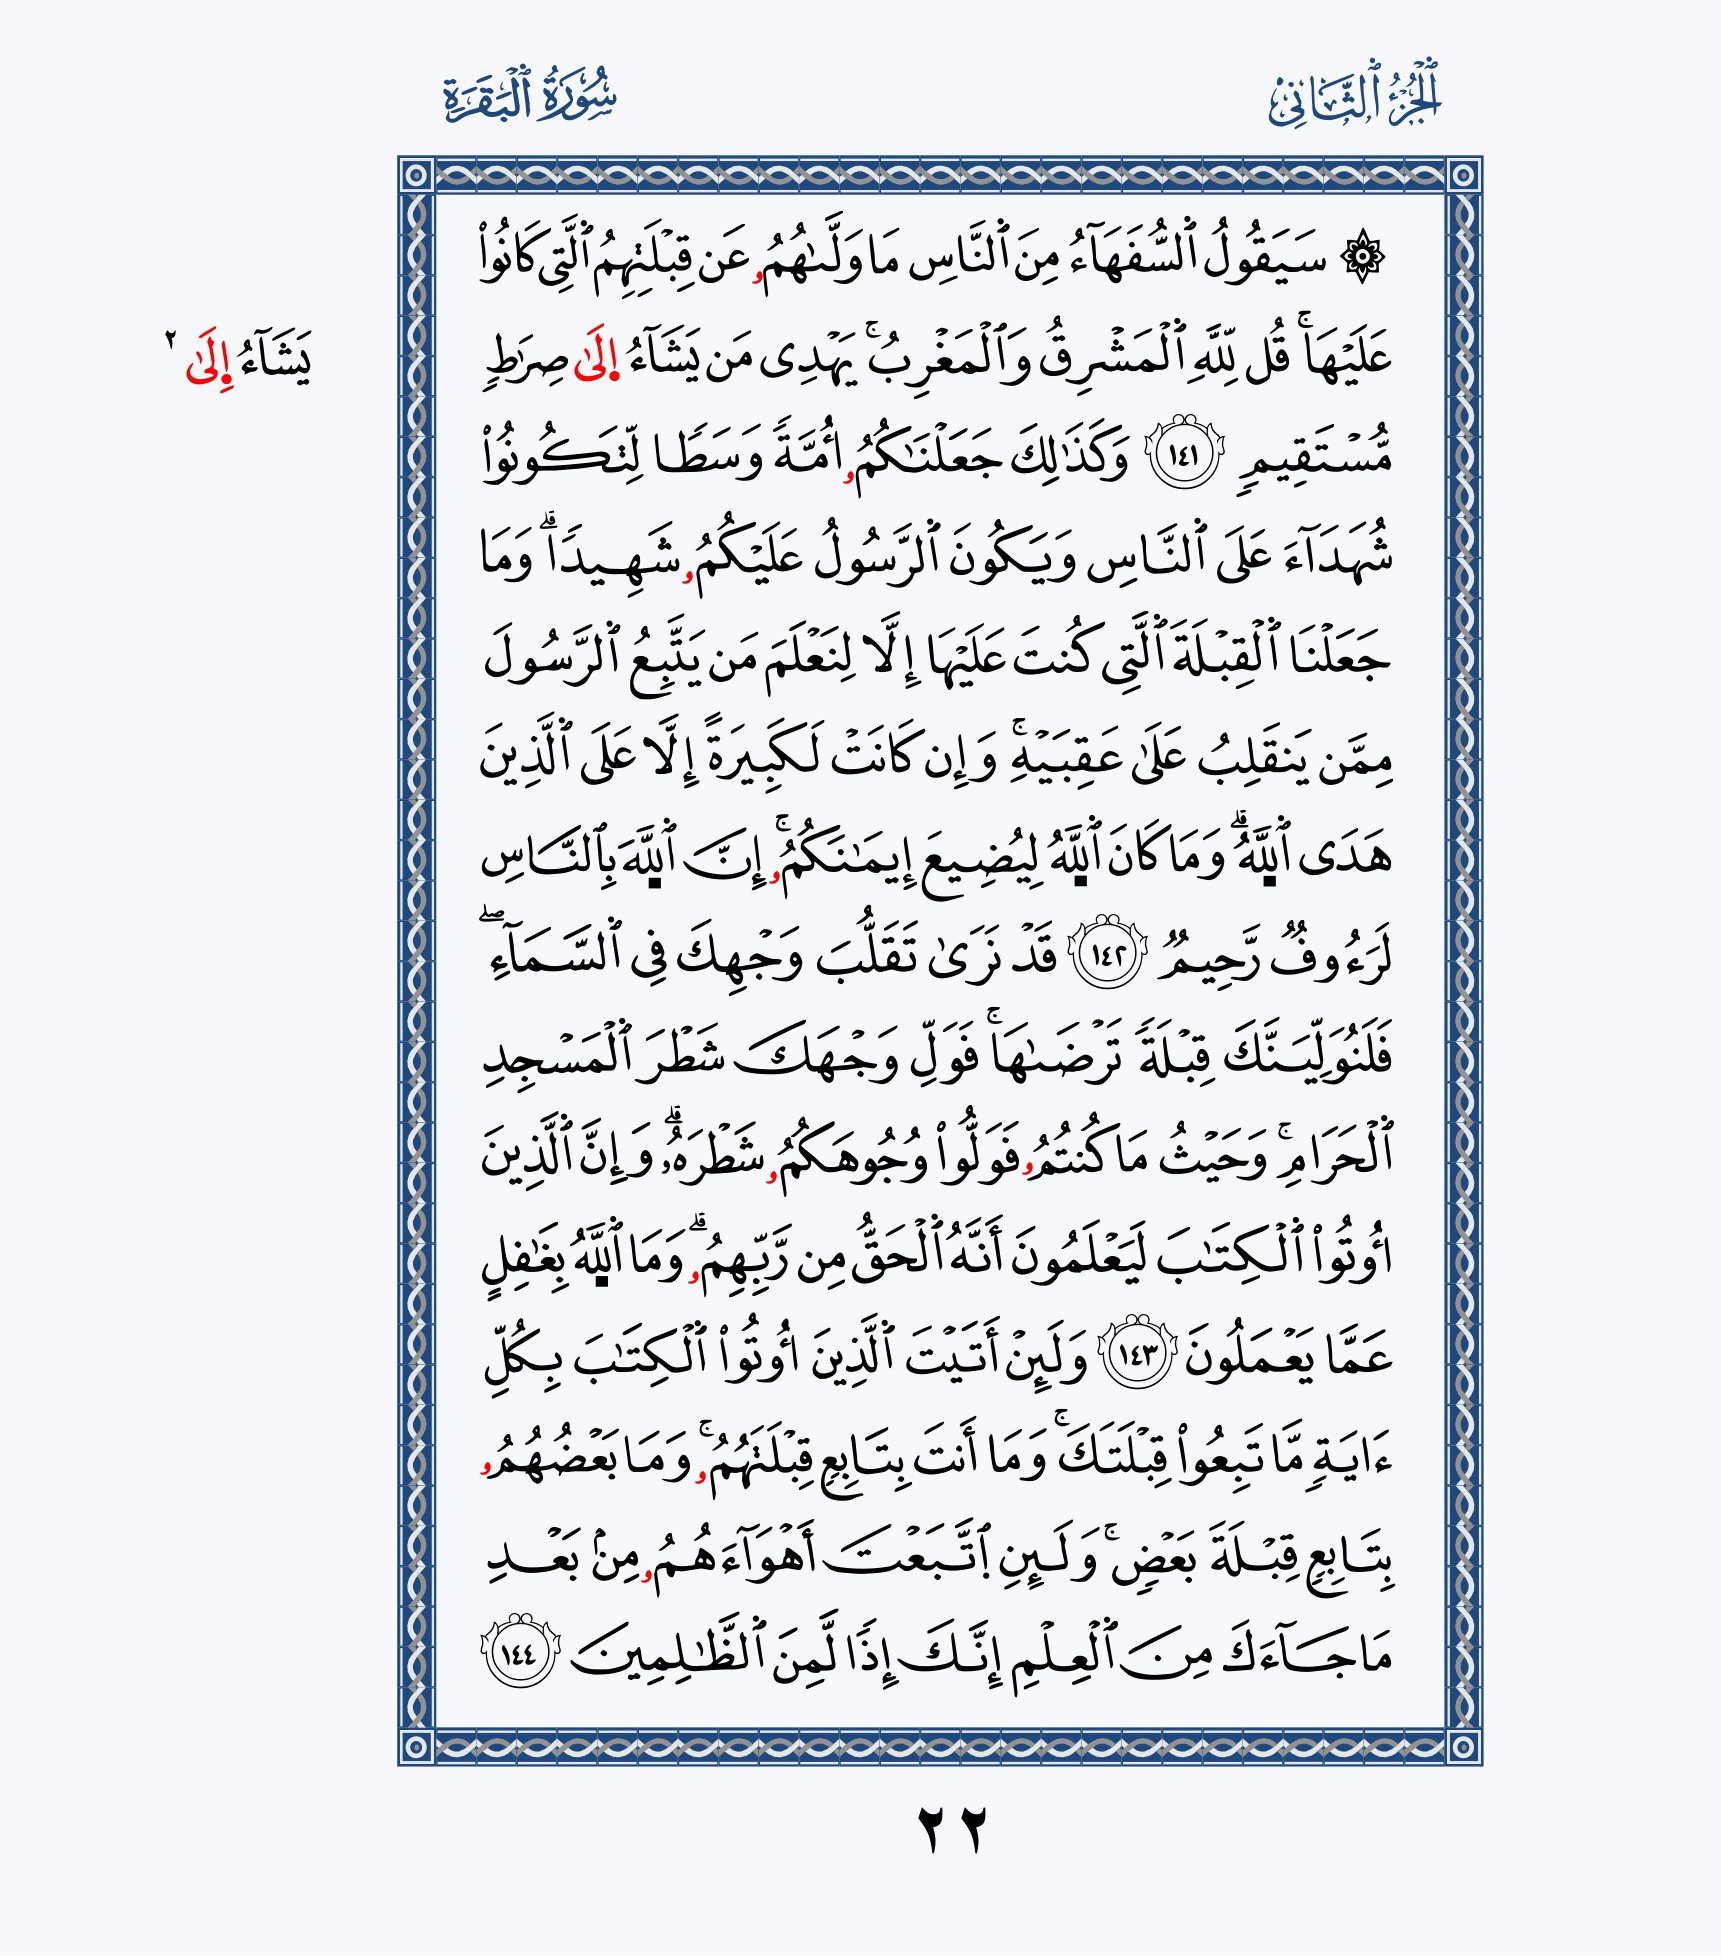 ٱلْجُزْءُ ٱلثَّانِي
سُورَةُ ٱلْبَقَرَةِ
۞ سَيَقُولُ ٱلسُّفَهَآءُ مِنَ ٱلنَّاسِ مَا وَلَّىٰهُمُۥ عَن قِبْلَتِهِمُ ٱلَّتِى كَانُوا۟
عَلَيْهَاۚ قُل لِّلَّهِ ٱلْمَشْرِقُ وَٱلْمَغْرِبُۚ يَهْدِى مَن يَشَآءُ اِ۪لَىٰ صِرَٰطٍ
يَشَآءُ اِ۪لَىٰ ٢
مُّسْتَقِيمٍ ١٤١ وَكَذَٰلِكَ جَعَلْنَٰكُمُۥ أُمَّةً وَسَطًا لِّتَكُونُوا۟
شُهَدَآءَ عَلَى ٱلنَّاسِ وَيَكُونَ ٱلرَّسُولُ عَلَيْكُمُۥ شَهِيدًاۗ وَمَا
جَعَلْنَا ٱلْقِبْلَةَ ٱلَّتِى كُنتَ عَلَيْهَا إِلَّا لِنَعْلَمَ مَن يَتَّبِعُ ٱلرَّسُولَ
مِمَّن يَنقَلِبُ عَلَىٰ عَقِبَيْهِۚ وَإِن كَانَتْ لَكَبِيرَةً إِلَّا عَلَى ٱلَّذِينَ
هَدَى ٱللَّهُۗ وَمَا كَانَ ٱللَّهُ لِيُضِيعَ إِيمَٰنَكُمُۥۚ إِنَّ ٱللَّهَ بِٱلنَّاسِ
لَرَءُوفٌ رَّحِيمٌ ١٤٢ قَدْ نَرَىٰ تَقَلُّبَ وَجْهِكَ فِى ٱلسَّمَآءِۖ
فَلَنُوَلِّيَنَّكَ قِبْلَةً تَرْضَىٰهَاۚ فَوَلِّ وَجْهَكَ شَطْرَ ٱلْمَسْجِدِ
ٱلْحَرَامِۚ وَحَيْثُ مَا كُنتُمُۥ فَوَلُّوا۟ وُجُوهَكُمُۥ شَطْرَهُۥۗ وَإِنَّ ٱلَّذِينَ
أُوتُوا۟ ٱلْكِتَٰبَ لَيَعْلَمُونَ أَنَّهُ ٱلْحَقُّ مِن رَّبِّهِمُۥۗ وَمَا ٱللَّهُ بِغَٰفِلٍ
عَمَّا يَعْمَلُونَ ١٤٣ وَلَئِنْ أَتَيْتَ ٱلَّذِينَ أُوتُوا۟ ٱلْكِتَٰبَ بِكُلِّ
ءَايَةٍ مَّا تَبِعُوا۟ قِبْلَتَكَۚ وَمَا أَنتَ بِتَابِعٍ قِبْلَتَهُمُۥۚ وَمَا بَعْضُهُمُۥ
بِتَابِعٍ قِبْلَةَ بَعْضٍۚ وَلَئِنِ ٱتَّبَعْتَ أَهْوَآءَهُمُۥ مِنۢ بَعْدِ
مَا جَآءَكَ مِنَ ٱلْعِلْمِ إِنَّكَ إِذًا لَّمِنَ ٱلظَّٰلِمِينَ ١٤٤
٢٢